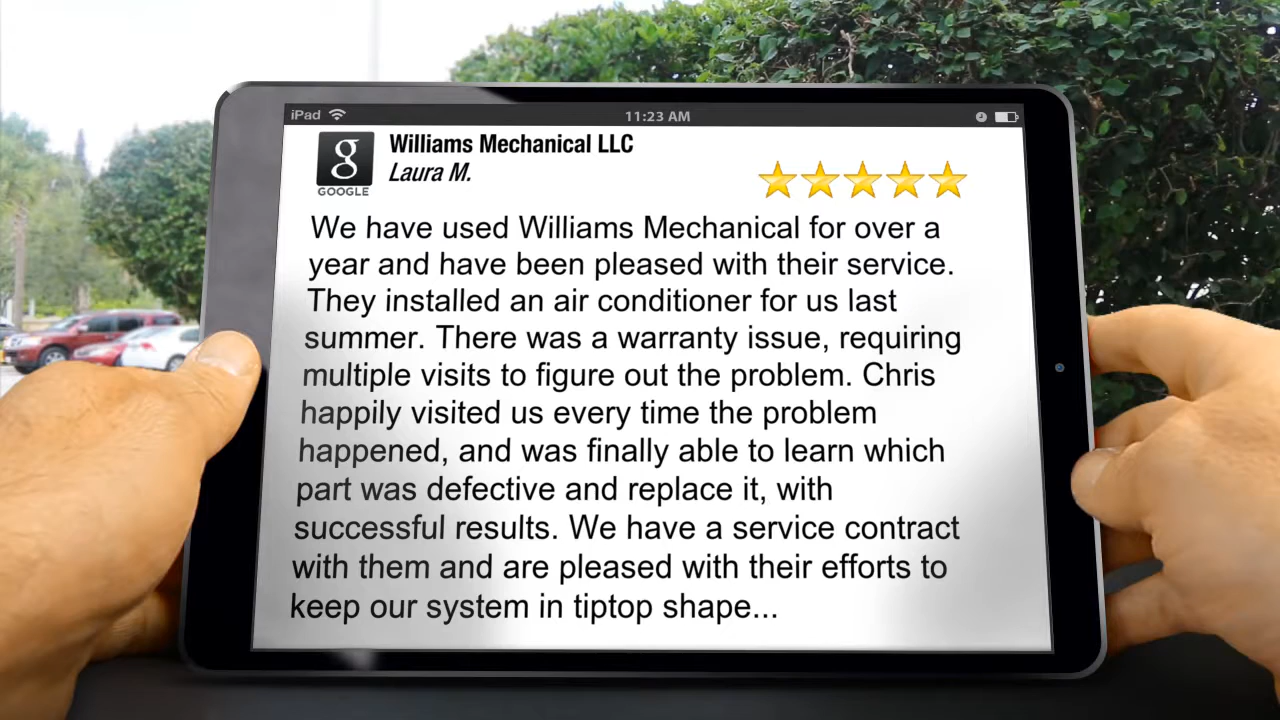 iPad 11:23 AM
g
GOOGLE
Williams Mechanical LLC
Laura M.
We have used Williams Mechanical for over a
year and have been pleased with their service.
They installed an air conditioner for us last
summer. There was a warranty issue, requiring
multiple visits to figure out the problem. Chris
happily visited us every time the problem
happened, and was finally able to learn which
part was defective and replace it, with
successful results. We have a service contract
with them and are pleased with their efforts to
keep our system in tiptop shape...